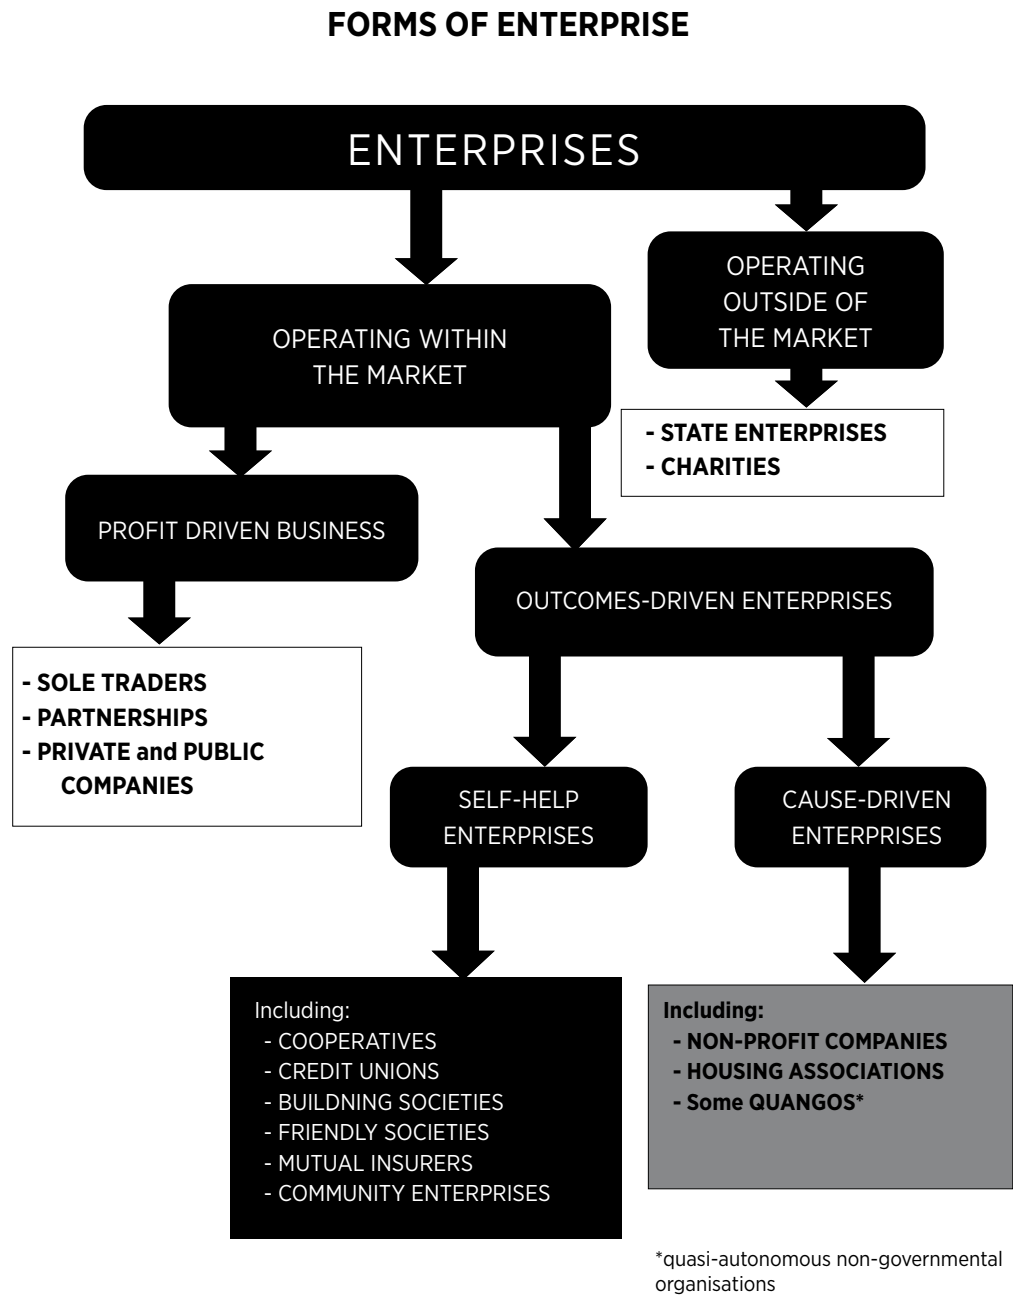 FORMS OF ENTERPRISE
ENTERPRISES
OPERATING
OUTSIDE OF
THE MARKET
OPERATING WITHIN
THE MARKET
- STATE ENTERPRISES
- CHARITIES
PROFIT DRIVEN BUSINESS
OUTCOMES-DRIVEN ENTERPRISES
- SOLE TRADERS
- PARTNERSHIPS
- PRIVATE and PUBLIC
COMPANIES
SELF-HELP
ENTERPRISES
CAUSE-DRIVEN
ENTERPRISES
Including:
- COOPERATIVES
- CREDIT UNIONS
- BUILDNING SOCIETIES
- FRIENDLY SOCIETIES
- MUTUAL INSURERS
- COMMUNITY ENTERPRISES
Including:
- NON-PROFIT COMPANIES
- HOUSING ASSOCIATIONS
- Some QUANGOS*
*quasi-autonomous non-governmental
organisations